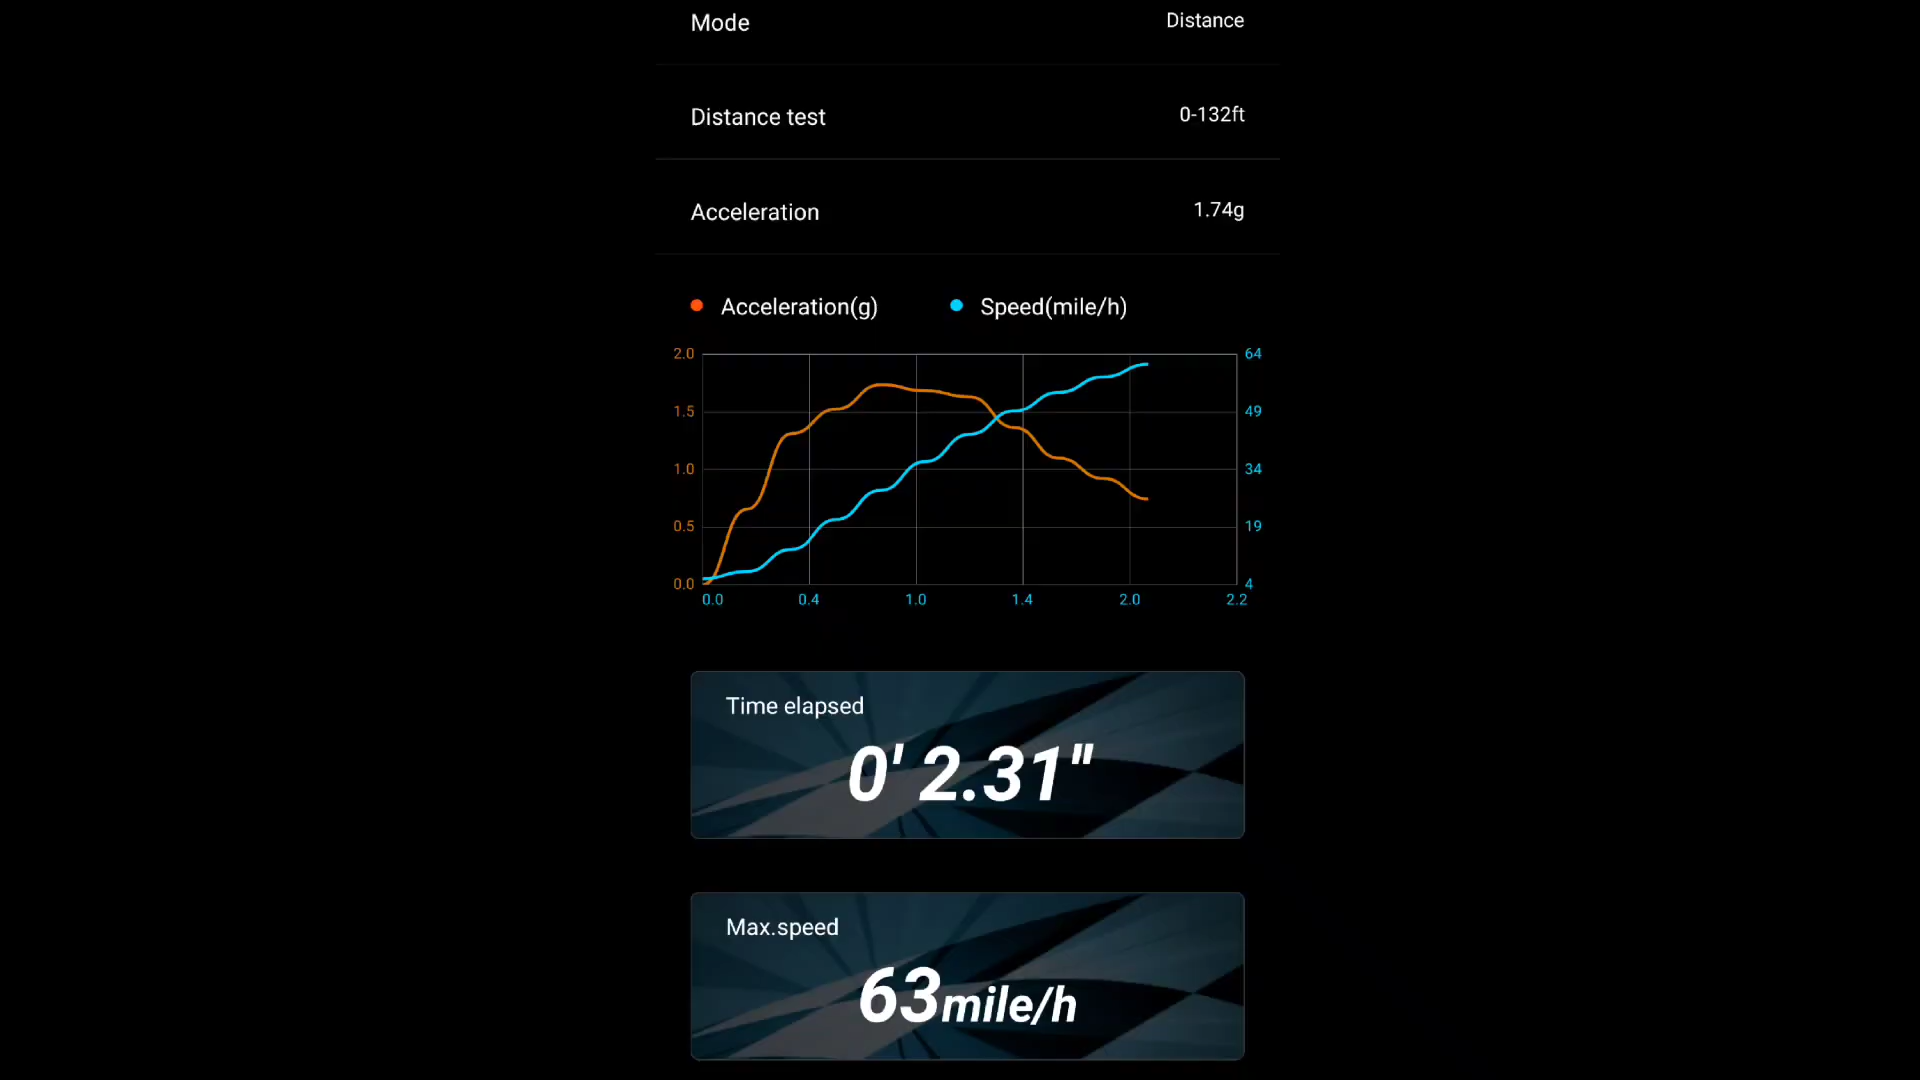 Mode Distance
Distance test 0-132ft
Acceleration 1.74g
Acceleration(g) Speed(mile/h)
2.0 64
1.5 49
1.0 34
0.5 19
0.0 4
0.0 0.4 1.0 1.4 2.0 2.2
Time elapsed
0' 2.31"
Max.speed
63mile/h